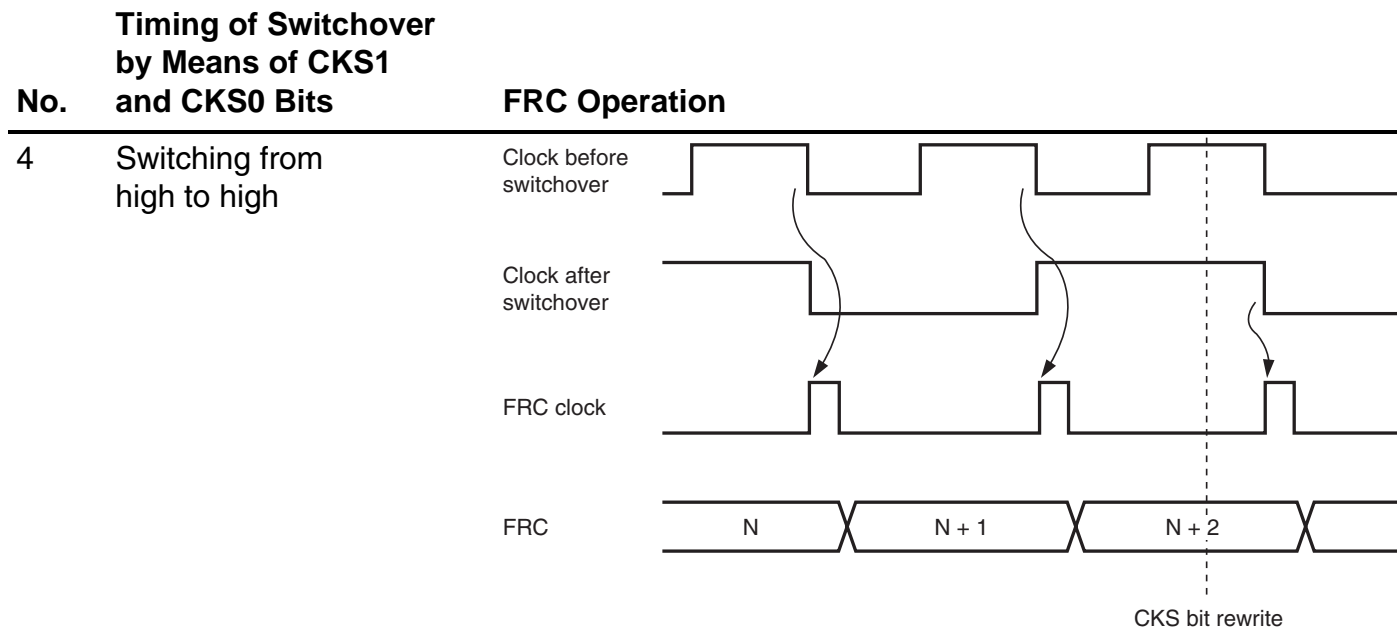 No.
Timing of Switchover
by Means of CKS1
and CKS0 Bits
FRC Operation
4
Switching from
high to high
Clock before
switchover
Clock after
switchover
FRC clock
FRC
N
N + 1
N + 2
CKS bit rewrite